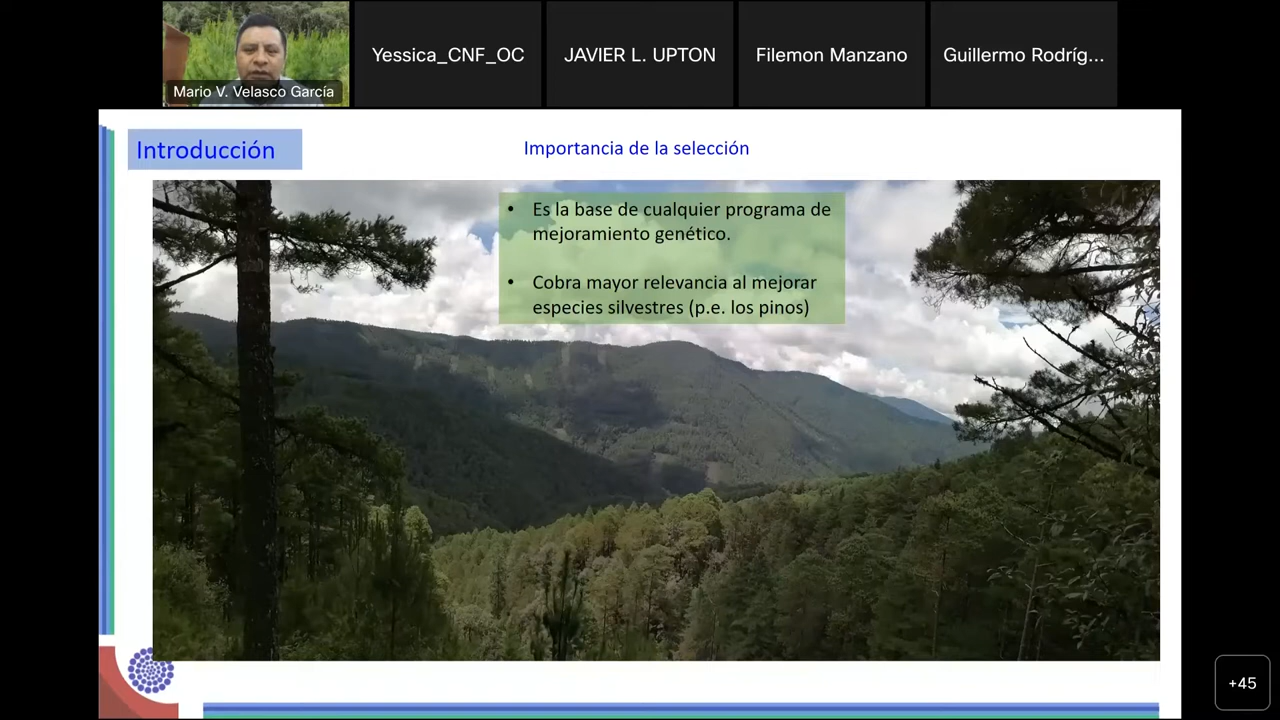 Mario V. Velasco García
Yessica_CNF_OC
JAVIER L. UPTON
Filemon Manzano
Guillermo Rodríg...
Introducción
Importancia de la selección
• Es la base de cualquier programa de
mejoramiento genético.
• Cobra mayor relevancia al mejorar
especies silvestres (p.e. los pinos)
+45